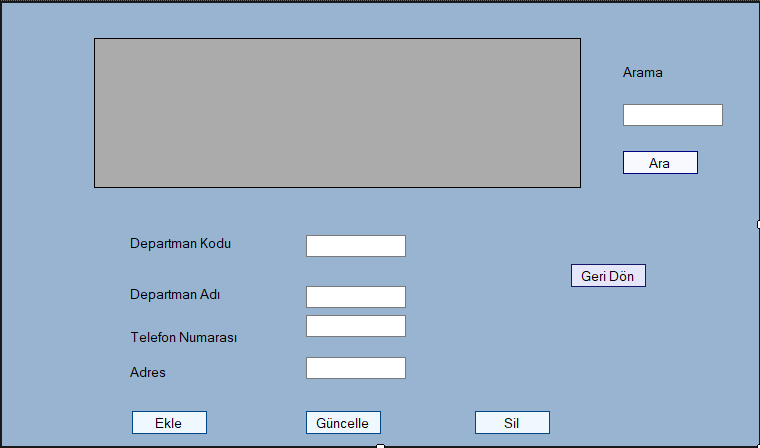 Arama
Ara
Departman Kodu
Geri Dön
Departman Adı
Telefon Numarası
Adres
Ekle
Güncelle
Sil